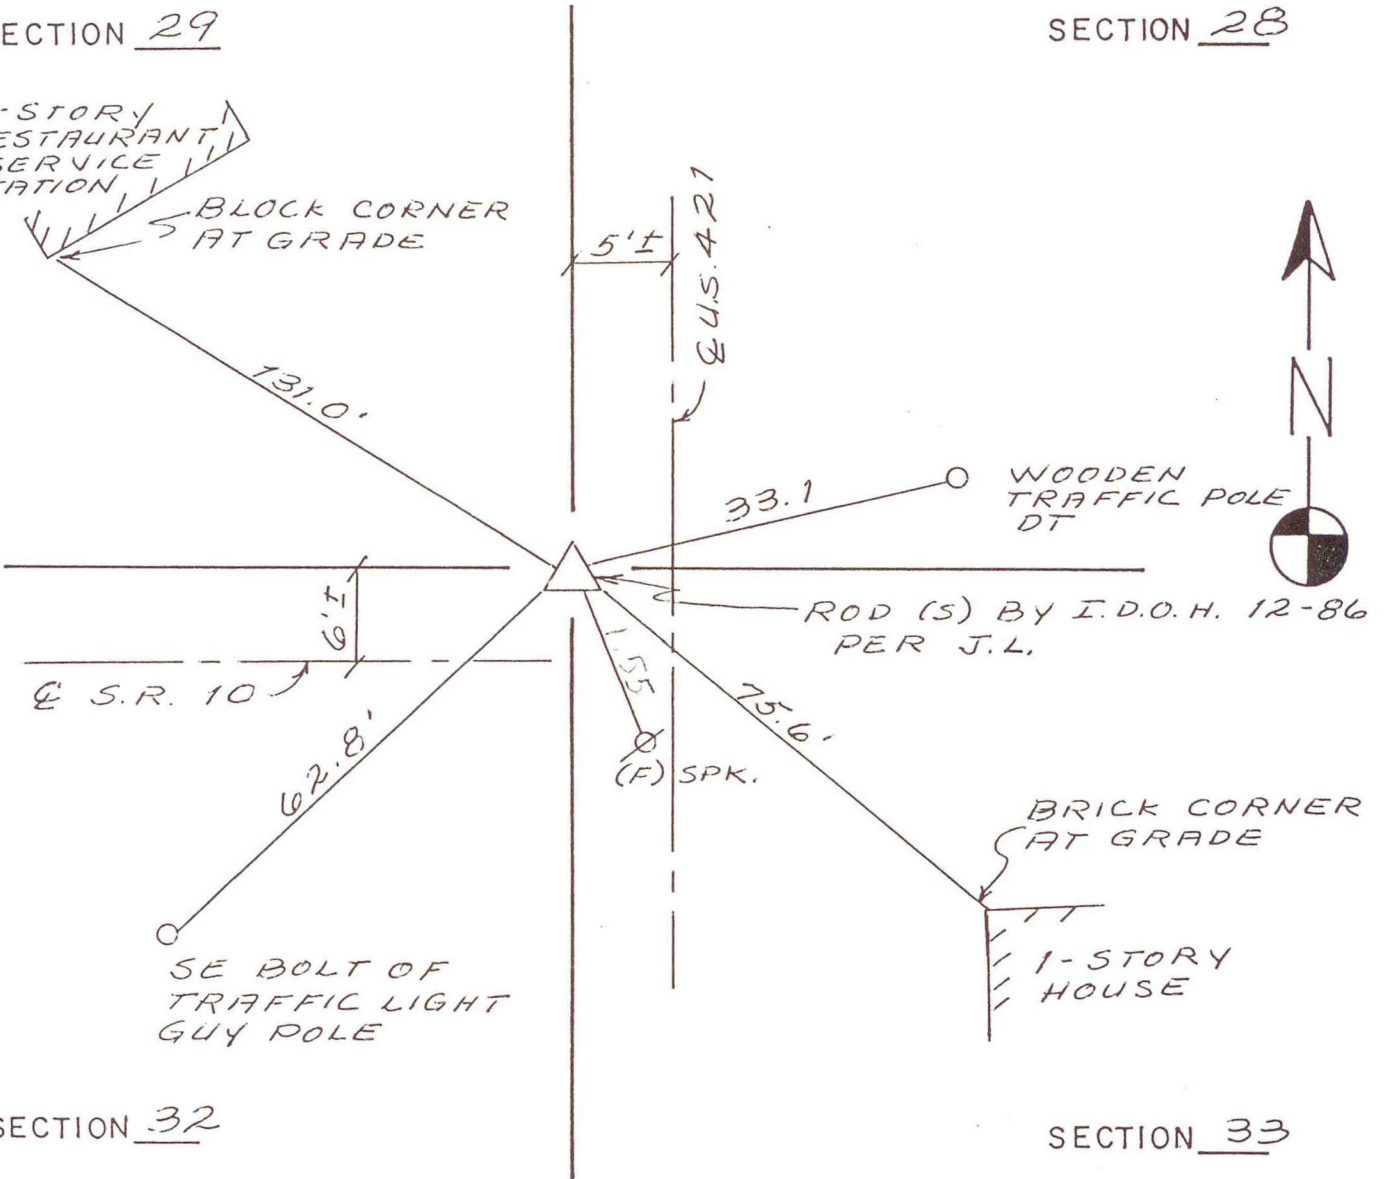 ECTION 29
SECTION 28
-STORY
ESTAURANT
SERVICE
TATION
BLOCK CORNER
AT GRADE
5'±
℄ U.S. 421
131.0'
N
33.1
WOODEN
TRAFFIC POLE
DT
6'±
ROD (S) BY I.D.O.H. 12-86
PER J.L.
℄ S.R. 10
1.55
75.6'
62.8'
(F) SPK.
BRICK CORNER
AT GRADE
SE BOLT OF
TRAFFIC LIGHT
GUY POLE
1-STORY
HOUSE
SECTION 32
SECTION 33